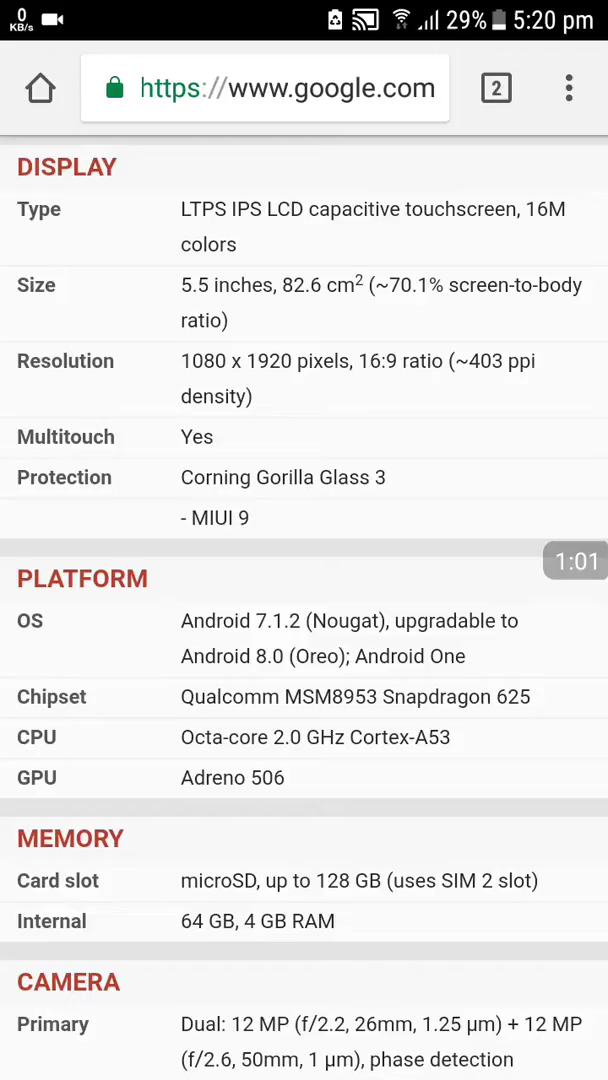 0
KB/s
29% 5:20 pm
https://www.google.com
2
DISPLAY
Type LTPS IPS LCD capacitive touchscreen, 16M
colors
Size 5.5 inches, 82.6 cm2 (~70.1% screen-to-body
ratio)
Resolution 1080 x 1920 pixels, 16:9 ratio (~403 ppi
density)
Multitouch Yes
Protection Corning Gorilla Glass 3
- MIUI 9
1:01
PLATFORM
OS Android 7.1.2 (Nougat), upgradable to
Android 8.0 (Oreo); Android One
Chipset Qualcomm MSM8953 Snapdragon 625
CPU Octa-core 2.0 GHz Cortex-A53
GPU Adreno 506
MEMORY
Card slot microSD, up to 128 GB (uses SIM 2 slot)
Internal 64 GB, 4 GB RAM
CAMERA
Primary Dual: 12 MP (f/2.2, 26mm, 1.25 µm) + 12 MP
(f/2.6, 50mm, 1 µm), phase detection